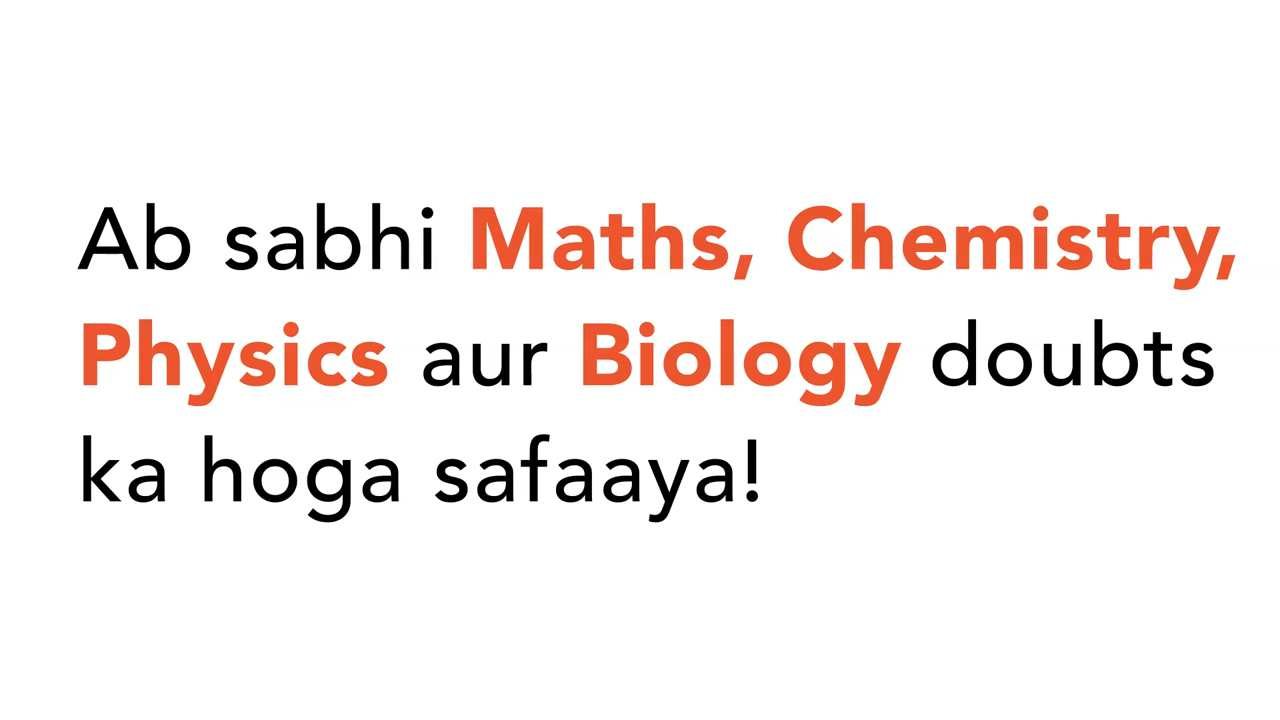 Ab sabhi Maths, Chemistry,
Physics aur Biology doubts
ka hoga safaaya!